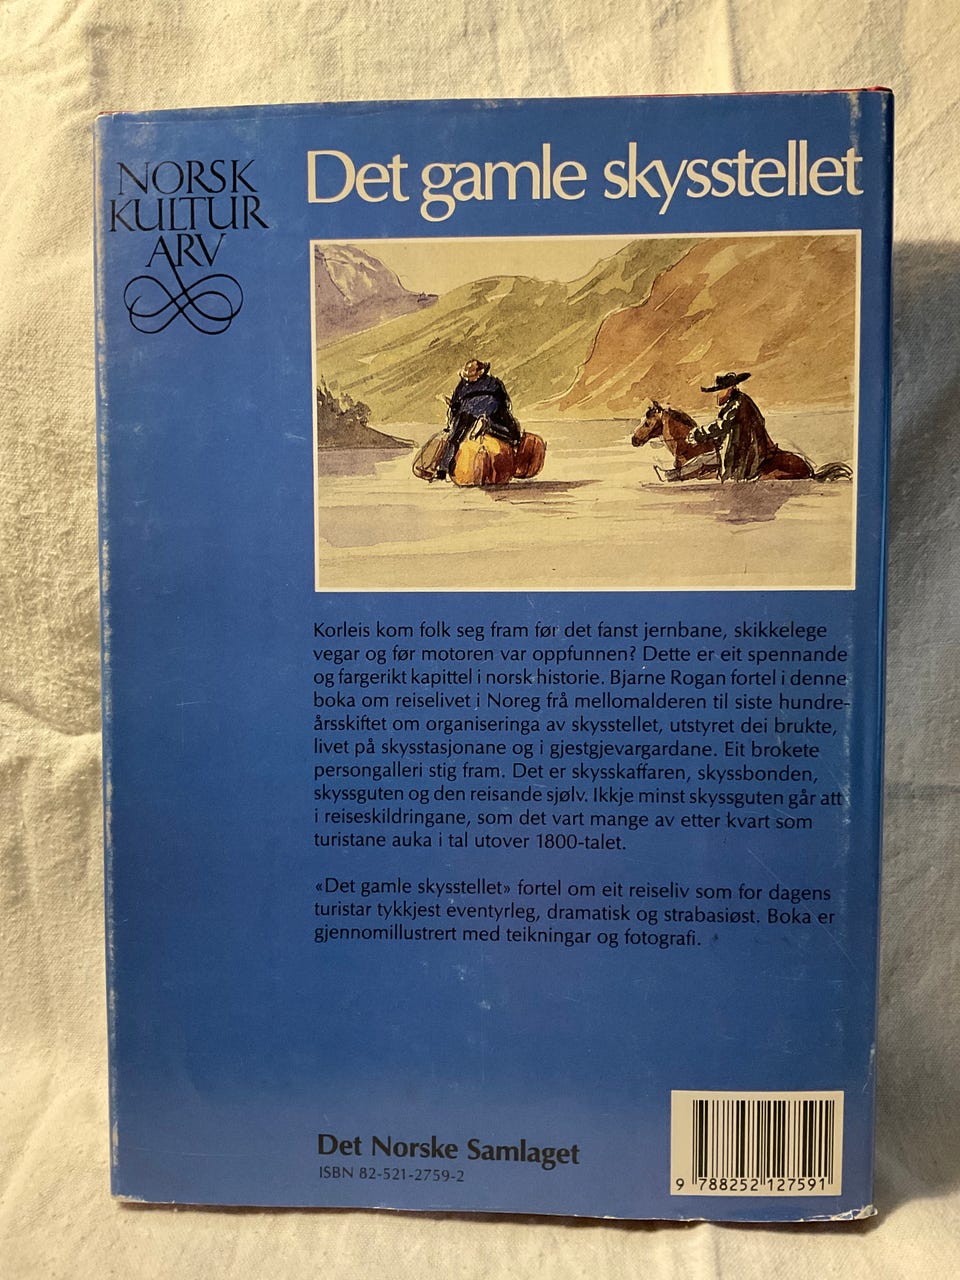 NORSK
KULTUR
ARV
Det gamle skysstellet
Korleis kom folk seg fram før det fanst jernbane, skikkelege
vegar og før motoren var oppfunnen? Dette er eit spennande
og fargerikt kapittel i norsk historie. Bjarne Rogan fortel i denne
boka om reiselivet i Noreg frå mellomalderen til siste hundre-
årsskiftet om organiseringa av skysstellet, utstyret dei brukte,
livet på skysstasjonane og i gjestgjevargardane. Eit brokete
persongalleri stig fram. Det er skysskaffaren, skyssbonden,
skyssguten og den reisande sjølv. Ikkje minst skyssguten går att
i reiseskildringane, som det vart mange av etter kvart som
turistane auka i tal utover 1800-talet.
«Det gamle skysstellet» fortel om eit reiseliv som for dagens
turistar tykkjest eventyrleg, dramatisk og strabasiøst. Boka er
gjennomillustrert med teikningar og fotografi.
Det Norske Samlaget
ISBN 82-521-2759-2
9 788252 127591